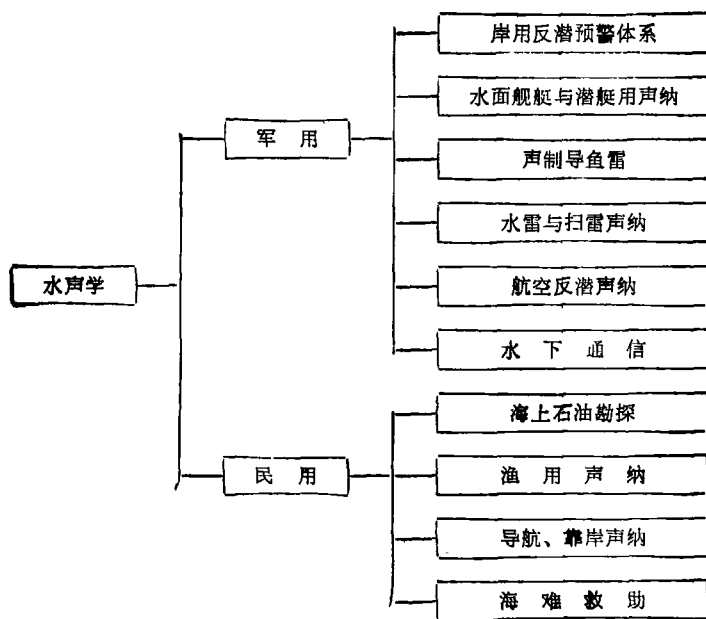 水声学
军用
岸用反潜预警体系
水面舰艇与潜艇用声纳
声制导鱼雷
水雷与扫雷声纳
航空反潜声纳
水下通信
民用
海上石油勘探
渔用声纳
导航、靠岸声纳
海难救助